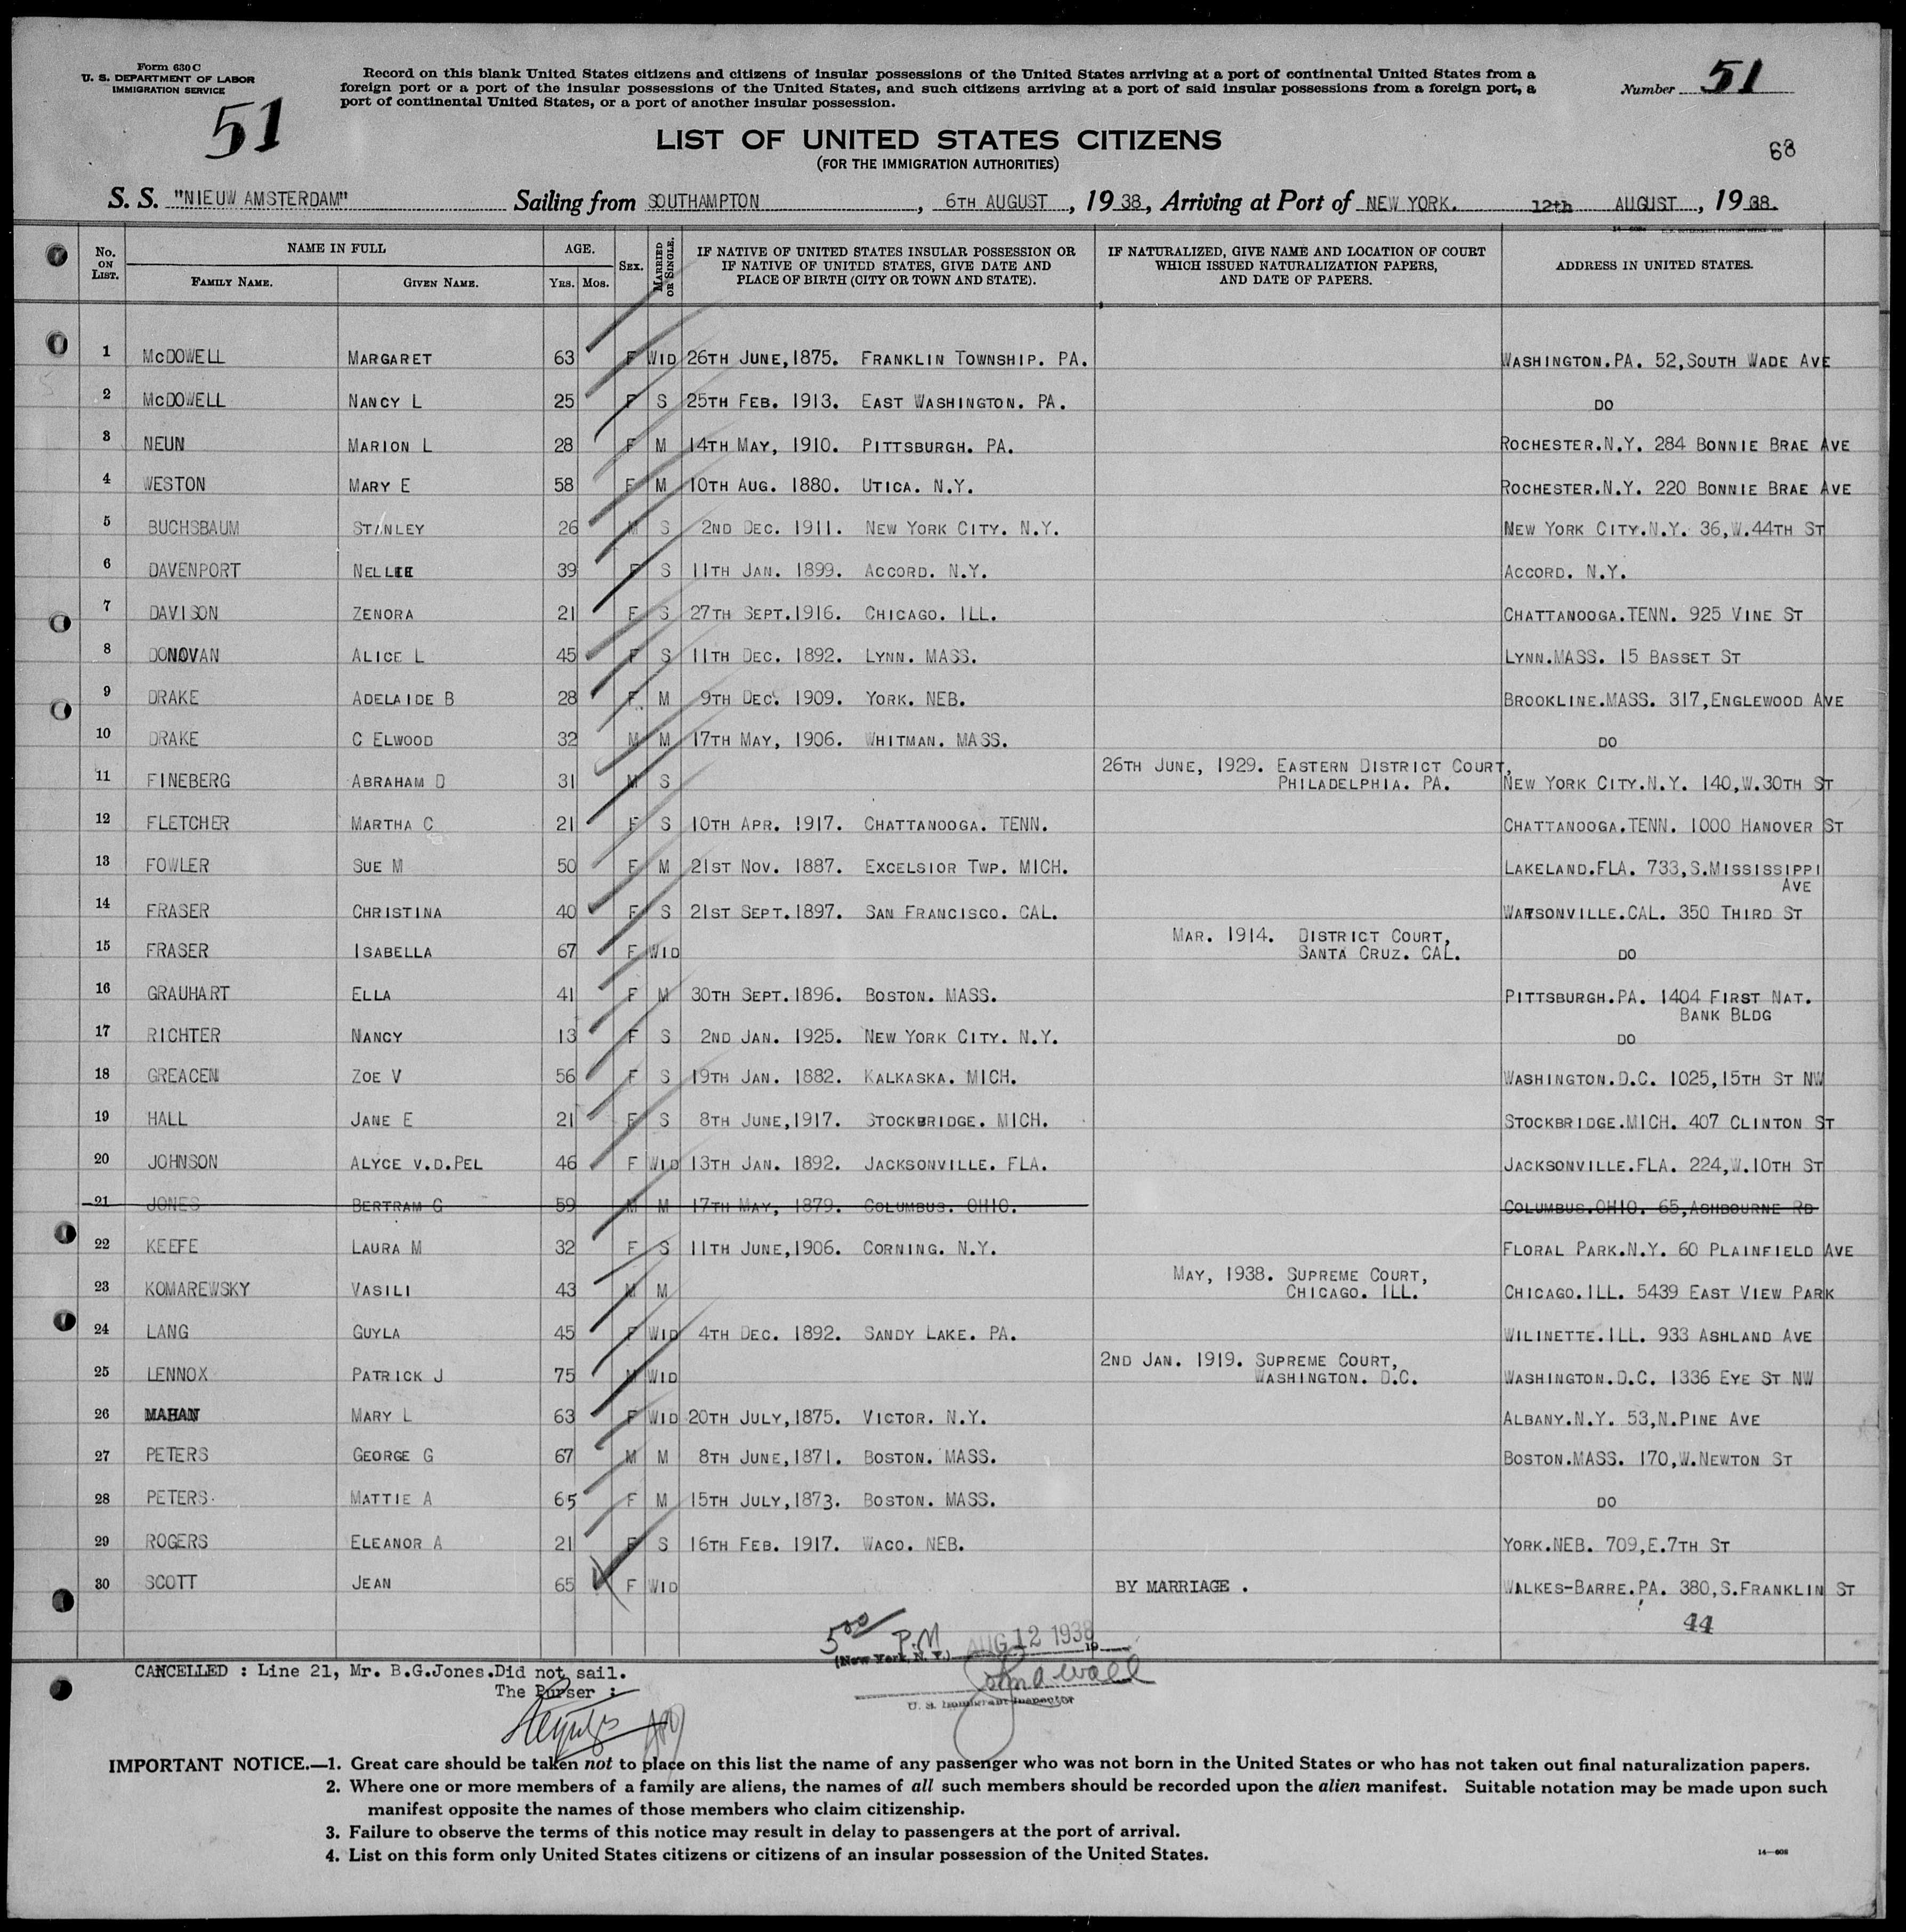 Form 630 C
U. S. DEPARTMENT OF LABOR
IMMIGRATION SERVICE
51
Record on this blank United States citizens and citizens of insular possessions of the United States arriving at a port of continental United States from a
foreign port or a port of the insular possessions of the United States, and such citizens arriving at a port of said insular possessions from a foreign port, a
port of continental United States, or a port of another insular possession.
Number 51
68
LIST OF UNITED STATES CITIZENS
(FOR THE IMMIGRATION AUTHORITIES)
S. S. "NIEUW AMSTERDAM" Sailing from SOUTHAMPTON, 6TH AUGUST, 1938, Arriving at Port of NEW YORK. 12th AUGUST, 1938.
No. ON LIST. NAME IN FULL FAMILY NAME. GIVEN NAME. AGE. YRS. MOS. SEX. MARRIED OR SINGLE. IF NATIVE OF UNITED STATES INSULAR POSSESSION OR IF NATIVE OF UNITED STATES, GIVE DATE AND PLACE OF BIRTH (CITY OR TOWN AND STATE). IF NATURALIZED, GIVE NAME AND LOCATION OF COURT WHICH ISSUED NATURALIZATION PAPERS, AND DATE OF PAPERS. ADDRESS IN UNITED STATES.
1 McDOWELL MARGARET 63 F WID 26TH JUNE,1875. FRANKLIN TOWNSHIP. PA. WASHINGTON.PA. 52,SOUTH WADE AVE
2 McDOWELL NANCY L 25 F S 25TH FEB. 1913. EAST WASHINGTON. PA. DO
3 NEUN MARION L 28 F M 14TH MAY, 1910. PITTSBURGH. PA. ROCHESTER.N.Y. 284 BONNIE BRAE AVE
4 WESTON MARY E 58 F M 10TH AUG. 1880. UTICA. N.Y. ROCHESTER.N.Y. 220 BONNIE BRAE AVE
5 BUCHSBAUM STANLEY 26 M S 2ND DEC. 1911. NEW YORK CITY. N.Y. NEW YORK CITY.N.Y. 36,W.44TH ST
6 DAVENPORT NELLIE 39 F S 11TH JAN. 1899. ACCORD. N.Y. ACCORD. N.Y.
7 DAVISON ZENORA 21 F S 27TH SEPT.1916. CHICAGO. ILL. CHATTANOOGA.TENN. 925 VINE ST
8 DONOVAN ALICE L 45 F S 11TH DEC. 1892. LYNN. MASS. LYNN.MASS. 15 BASSET ST
9 DRAKE ADELAIDE B 28 F M 9TH DEC. 1909. YORK. NEB. BROOKLINE.MASS. 317,ENGLEWOOD AVE
10 DRAKE C ELWOOD 32 M M 17TH MAY, 1906. WHITMAN. MASS. DO
11 FINEBERG ABRAHAM D 31 M S 26TH JUNE, 1929. EASTERN DISTRICT COURT, PHILADELPHIA. PA. NEW YORK CITY.N.Y. 140,W.30TH ST
12 FLETCHER MARTHA C 21 F S 10TH APR. 1917. CHATTANOOGA. TENN. CHATTANOOGA.TENN. 1000 HANOVER ST
13 FOWLER SUE M 50 F M 21ST NOV. 1887. EXCELSIOR TWP. MICH. LAKELAND.FLA. 733,S.MISSISSIPPI AVE
14 FRASER CHRISTINA 40 F S 21ST SEPT.1897. SAN FRANCISCO. CAL. WATSONVILLE.CAL. 350 THIRD ST
15 FRASER ISABELLA 67 F WID MAR. 1914. DISTRICT COURT, SANTA CRUZ. CAL. DO
16 GRAUHART ELLA 41 F M 30TH SEPT.1896. BOSTON. MASS. PITTSBURGH.PA. 1404 FIRST NAT. BANK BLDG
17 RICHTER NANCY 13 F S 2ND JAN. 1925. NEW YORK CITY. N.Y. DO
18 GREACEN ZOE V 56 F S 19TH JAN. 1882. KALKASKA. MICH. WASHINGTON.D.C. 1025,15TH ST NW
19 HALL JANE E 21 F S 8TH JUNE,1917. STOCKBRIDGE. MICH. STOCKBRIDGE.MICH. 407 CLINTON ST
20 JOHNSON ALYCE V.D.PEL 46 F WID 13TH JAN. 1892. JACKSONVILLE. FLA. JACKSONVILLE.FLA. 224,W.10TH ST
21 JONES BERTRAM G 59 M M 17TH MAY, 1879. COLUMBUS. OHIO. COLUMBUS.OHIO. 65,ASHBOURNE RD
22 KEEFE LAURA M 32 F S 11TH JUNE,1906. CORNING. N.Y. FLORAL PARK.N.Y. 60 PLAINFIELD AVE
23 KOMAREWSKY VASILI 43 M M MAY, 1938. SUPREME COURT, CHICAGO. ILL. CHICAGO.ILL. 5439 EAST VIEW PARK
24 LANG GUYLA 45 F WID 4TH DEC. 1892. SANDY LAKE. PA. WILINETTE.ILL. 933 ASHLAND AVE
25 LENNOX PATRICK J 75 M WID 2ND JAN. 1919. SUPREME COURT, WASHINGTON. D.C. WASHINGTON.D.C. 1336 EYE ST NW
26 MAHAN MARY L 63 F WID 20TH JULY,1875. VICTOR. N.Y. ALBANY.N.Y. 53,N.PINE AVE
27 PETERS GEORGE G 67 M M 8TH JUNE,1871. BOSTON. MASS. BOSTON.MASS. 170,W.NEWTON ST
28 PETERS. MATTIE A 65 F M 15TH JULY,1873. BOSTON. MASS. DO
29 ROGERS ELEANOR A 21 F S 16TH FEB. 1917. WACO. NEB. YORK.NEB. 709,E.7TH ST
30 SCOTT JEAN 65 F WID BY MARRIAGE . WALKES-BARRE.PA. 380,S.FRANKLIN ST
44
5 00 P.M.
(New York, N. Y.) AUG 12 1938 19
John A Wall
U. S. Immigrant Inspector
CANCELLED : Line 21, Mr. B.G.Jones.Did not sail.
The Purser :
IMPORTANT NOTICE.—1. Great care should be taken not to place on this list the name of any passenger who was not born in the United States or who has not taken out final naturalization papers.
2. Where one or more members of a family are aliens, the names of all such members should be recorded upon the alien manifest. Suitable notation may be made upon such
manifest opposite the names of those members who claim citizenship.
3. Failure to observe the terms of this notice may result in delay to passengers at the port of arrival.
4. List on this form only United States citizens or citizens of an insular possession of the United States.
14—608